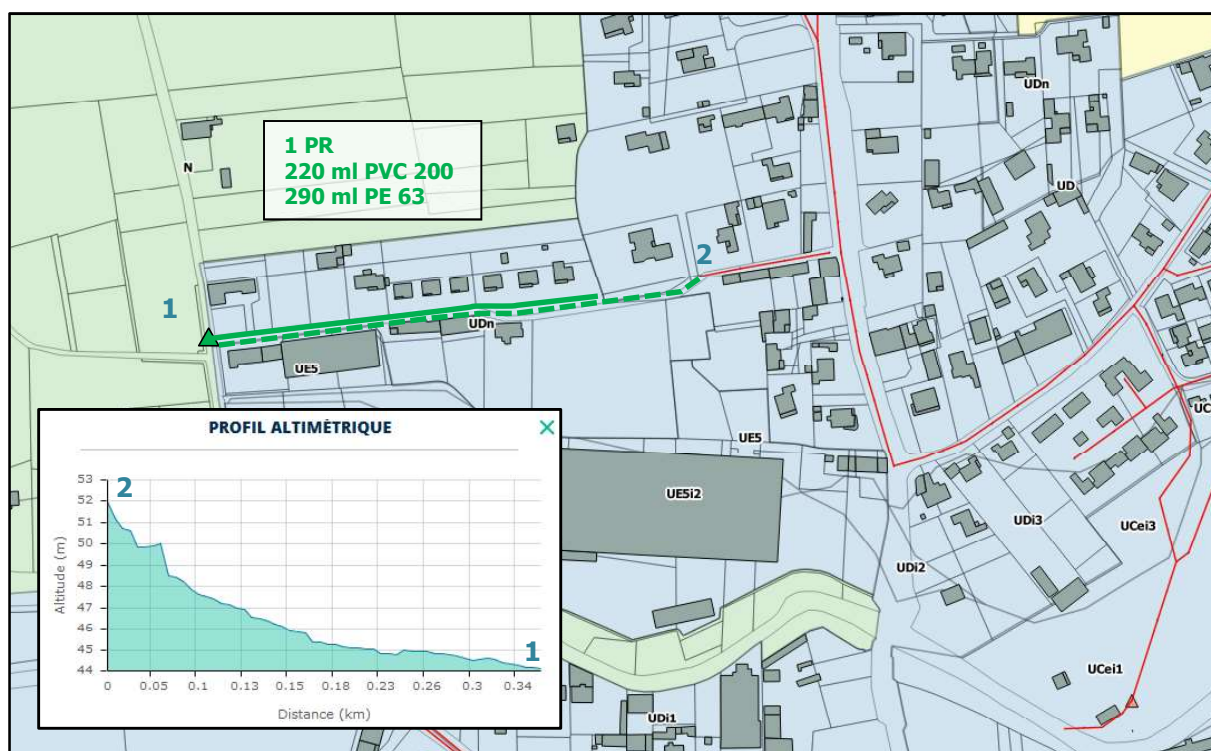 UDn
1 PR
220 ml PVC 200
290 ml PE 63
N
UD
2
1
UDn
UE5
UE5
UE5i2
UDi3
UCei3
UDi2
UCei1
UDi1
PROFIL ALTIMÉTRIQUE
×
53
52
51
50
49
48
47
46
45
44
Altitude (m)
2
1
0 0.05 0.1 0.13 0.15 0.18 0.23 0.26 0.3 0.34
Distance (km)